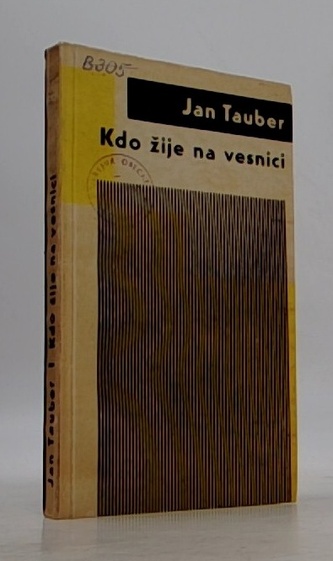 B305
Jan Tauber
Kdo žije na vesnici
Jan Tauber | Kdo žije na vesnici